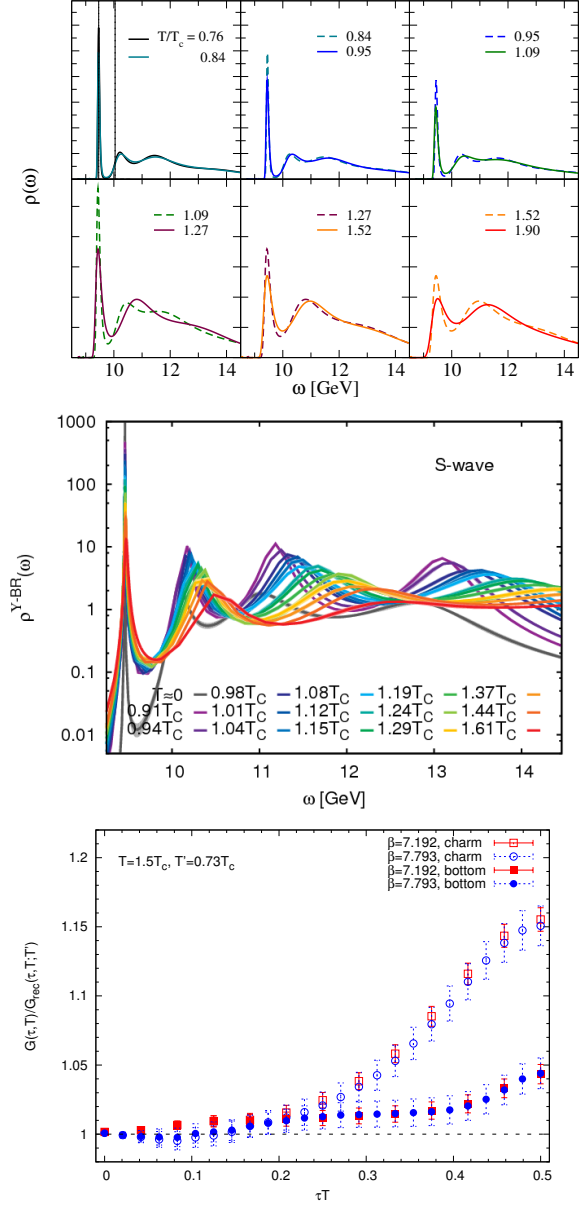 T/T_c = 0.76
0.84
0.84
0.95
0.95
1.09
ρ(ω)
1.09
1.27
1.27
1.52
1.52
1.90
10 12 14 10 12 14 10 12 14
ω [GeV] ω [GeV]
1000
S-wave
100
ρ^Υ-BR(ω)
10
1
0.1
T≈0 0.98T_C 1.08T_C 1.19T_C 1.37T_C
0.91T_C 1.01T_C 1.12T_C 1.24T_C 1.44T_C
0.01
0.94T_C 1.04T_C 1.15T_C 1.29T_C 1.61T_C
10 11 12 13 14
ω [GeV]
1.2
β=7.192, charm
T=1.5T_c, T'=0.73T_c
β=7.793, charm
β=7.192, bottom
β=7.793, bottom
1.15
G(τ,T)/G_rec(τ,T;T')
1.1
1.05
1
0 0.1 0.2 0.3 0.4 0.5
τT